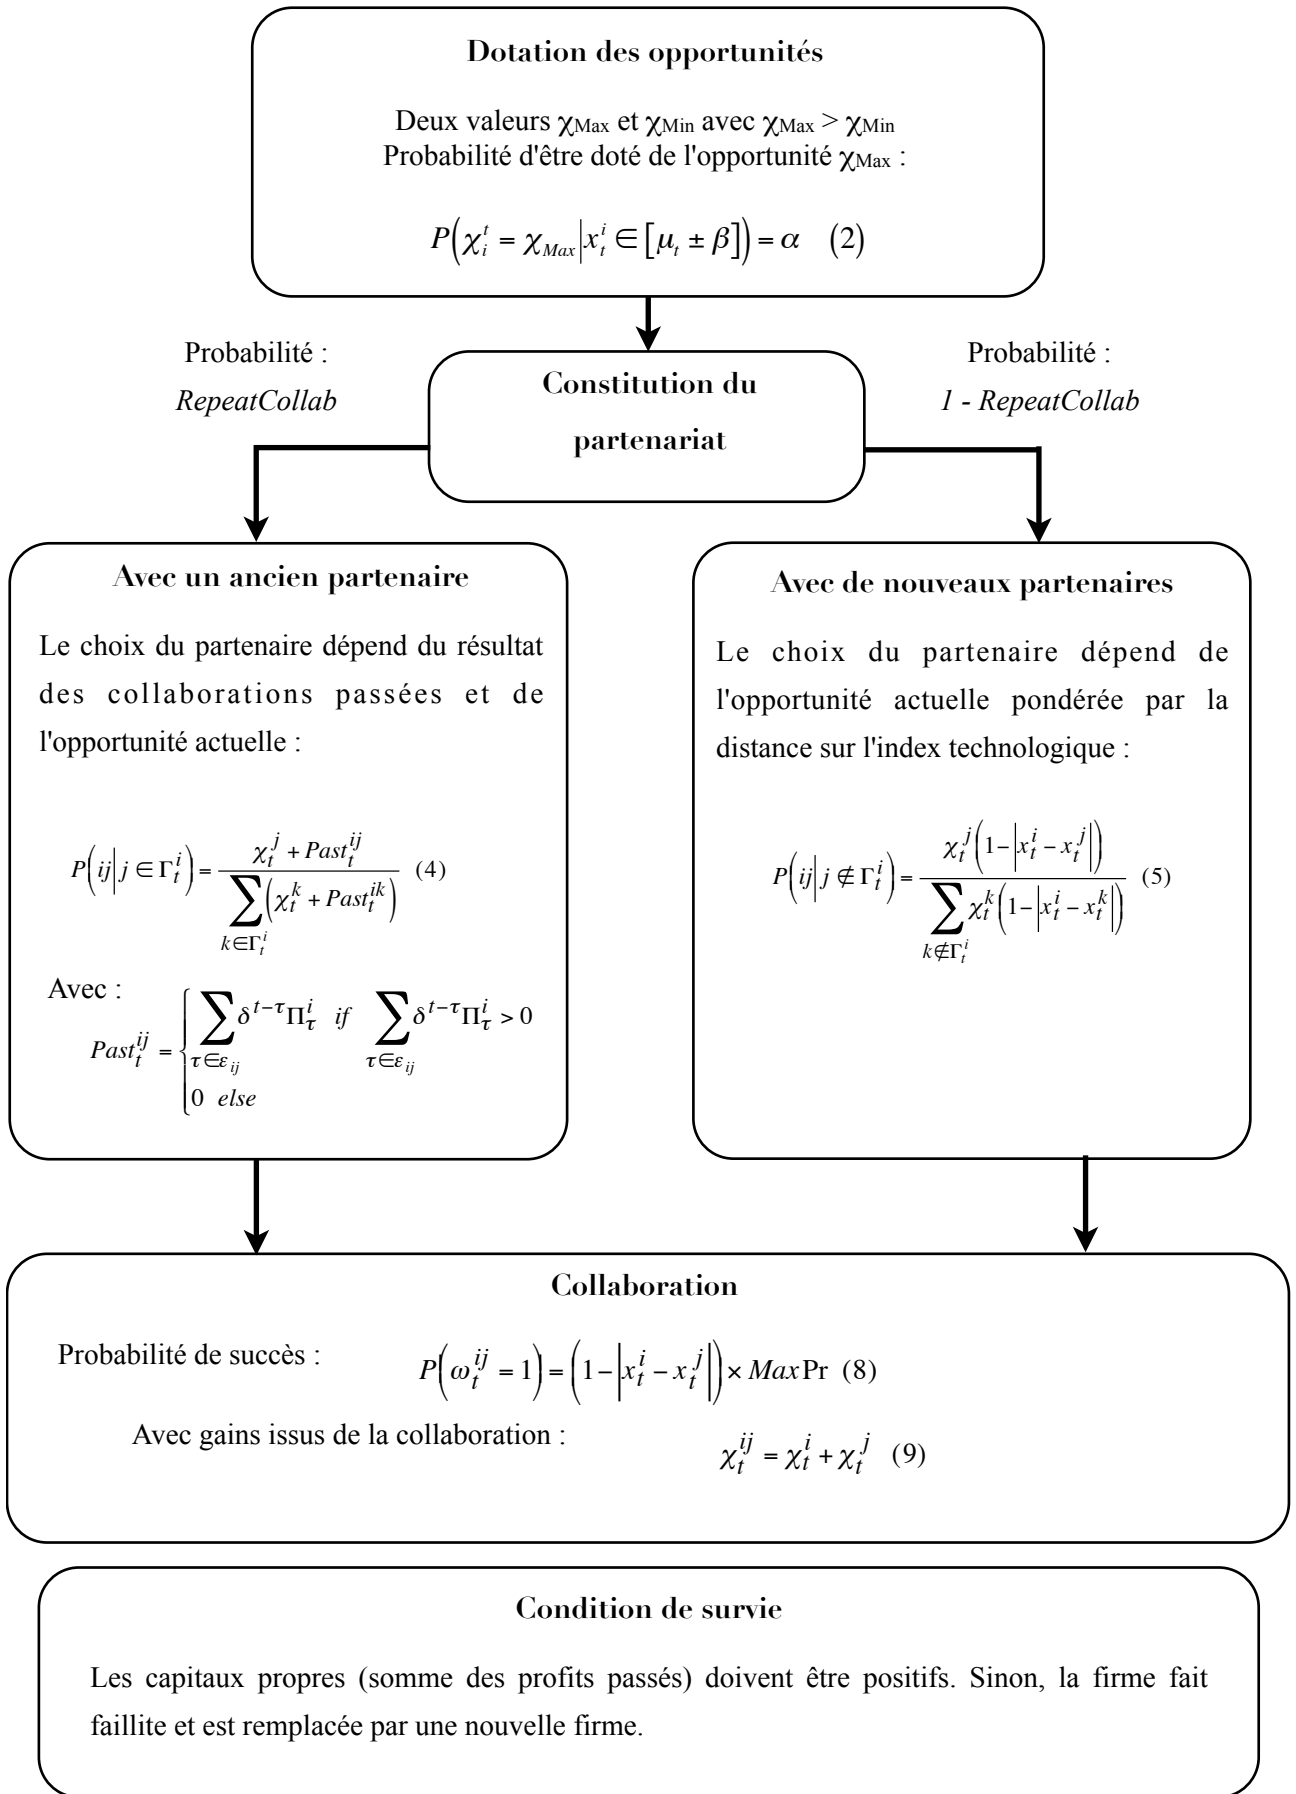 Dotation des opportunités
Deux valeurs χMax et χMin avec χMax > χMin
Probabilité d'être doté de l'opportunité χMax :
P(χ_i^t = χ_Max | x_t^i ∈ [μ_t ± β]) = α (2)
Probabilité :
RepeatCollab
Constitution du
partenariat
Probabilité :
1 - RepeatCollab
Avec un ancien partenaire
Le choix du partenaire dépend du résultat
des collaborations passées et de
l'opportunité actuelle :
P(ij | j ∈ Γ_t^i) = (χ_t^j + Past_t^ij) / ∑_{k∈Γ_t^i} (χ_t^k + Past_t^ik) (4)
Avec :
Past_t^ij = { ∑_{τ∈ε_ij} δ^{t−τ} Π_τ^i if ∑_{τ∈ε_ij} δ^{t−τ} Π_τ^i > 0
0 else
Avec de nouveaux partenaires
Le choix du partenaire dépend de
l'opportunité actuelle pondérée par la
distance sur l'index technologique :
P(ij | j ∉ Γ_t^i) = χ_t^j (1−|x_t^i − x_t^j|) / ∑_{k∉Γ_t^i} χ_t^k (1−|x_t^i − x_t^k|) (5)
Collaboration
Probabilité de succès : P(ω_t^ij = 1) = (1−|x_t^i − x_t^j|) × MaxPr (8)
Avec gains issus de la collaboration : χ_t^ij = χ_t^i + χ_t^j (9)
Condition de survie
Les capitaux propres (somme des profits passés) doivent être positifs. Sinon, la firme fait
faillite et est remplacée par une nouvelle firme.